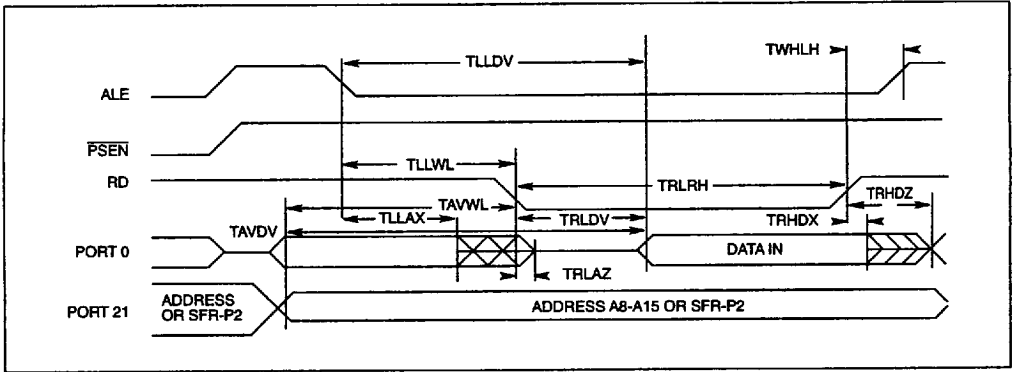 TLLDV
TWHLH
ALE
PSEN
TLLWL
RD
TRLRH
TAVWL
TRHDZ
TLLAX
TRLDV
TRHDX
TAVDV
PORT 0
DATA IN
TRLAZ
PORT 21
ADDRESS
OR SFR-P2
ADDRESS A8-A15 OR SFR-P2